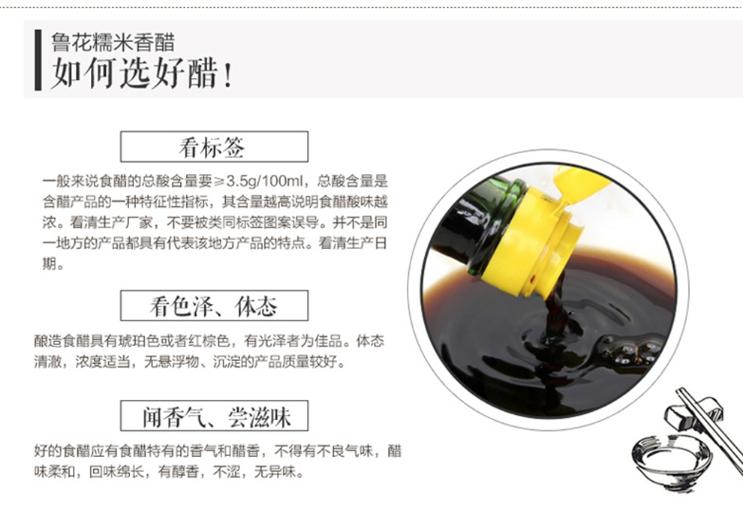 鲁花糯米香醋
如何选好醋！
看标签
一般来说食醋的总酸含量要≥3.5g/100ml，总酸含量是
含醋产品的一种特征性指标，其含量越高说明食醋酸味越
浓。看清生产厂家，不要被类同标签图案误导。并不是同
一地方的产品都具有代表该地方产品的特点。看清生产日
期。
看色泽、体态
酿造食醋具有琥珀色或者红棕色，有光泽者为佳品。体态
清澈，浓度适当，无悬浮物、沉淀的产品质量较好。
闻香气、尝滋味
好的食醋应有食醋特有的香气和醋香，不得有不良气味，醋
味柔和，回味绵长，有醇香，不涩，无异味。